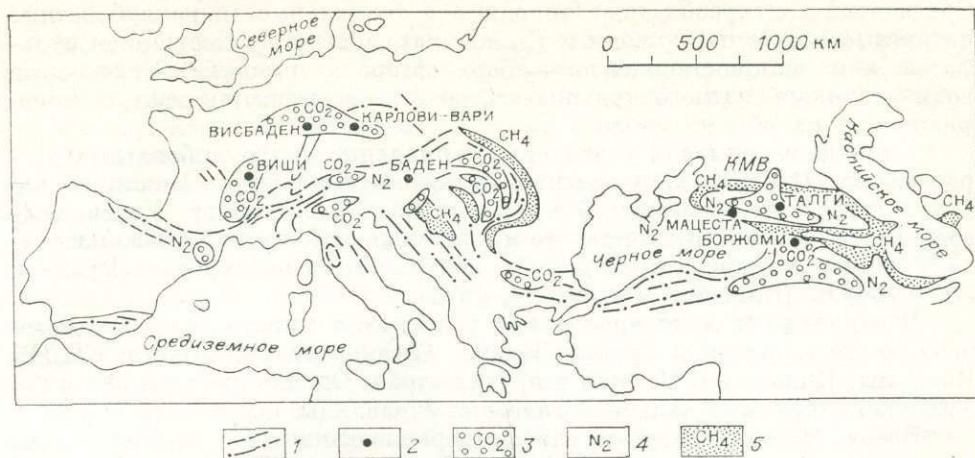 Северное море
0 500 1000 км
CO₂ КАРЛОВИ-ВАРИ
ВИСБАДЕН
CH₄
Каспийское море
ВИШИ CO₂ N₂ БАДЕН CO₂
CO₂
CO₂ CH₄ CO₂
N₂
CO₂
КМВ
CH₄ CO₂ CH₄
N₂ ТАЛГИ
N₂ МАЦЕСТА N₂
БОРЖОМИ CH₄
Черное море CO₂
N₂
Средиземное море
1 2 CO₂ 3 N₂ 4 CH₄ 5